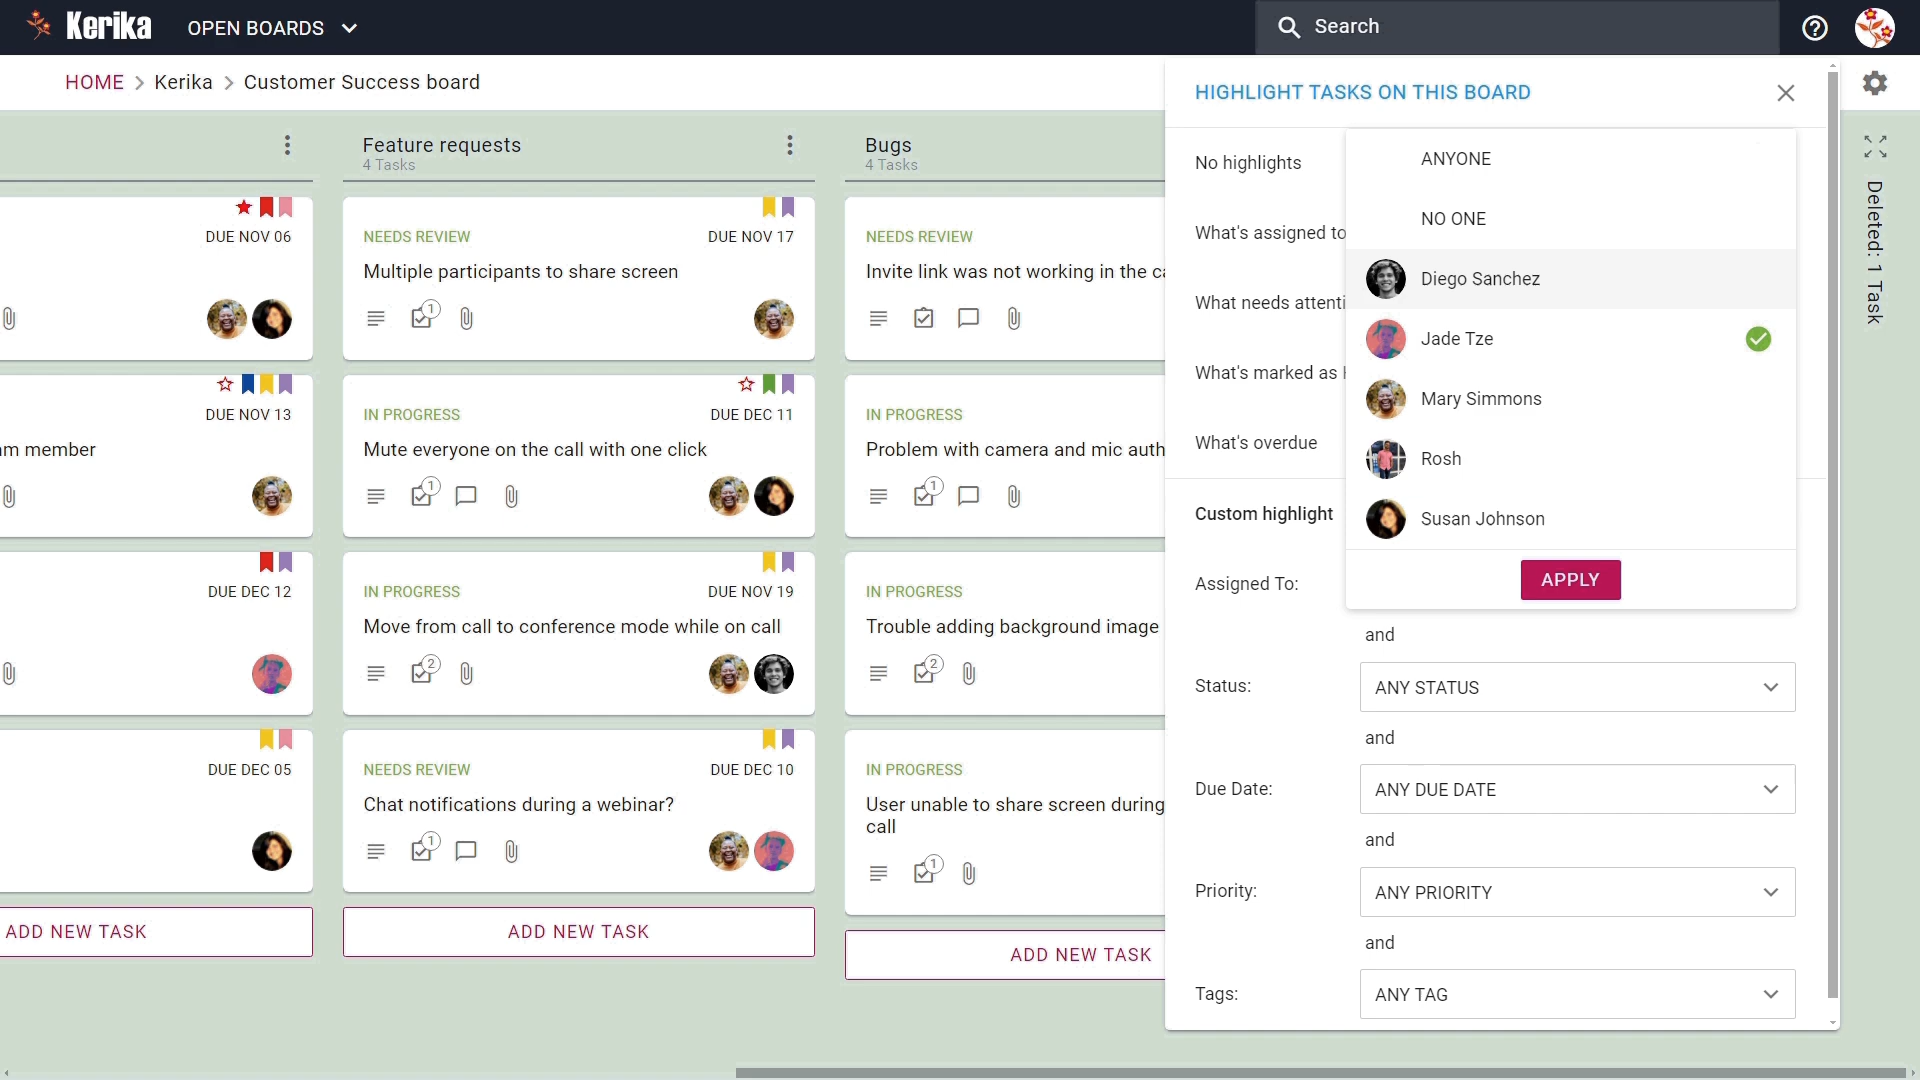 Kerika
OPEN BOARDS
Search
HOME
Kerika
Customer Success board
DUE NOV 06
DUE NOV 13
m member
DUE DEC 12
DUE DEC 05
ADD NEW TASK
Feature requests
4 Tasks
NEEDS REVIEW
DUE NOV 17
Multiple participants to share screen
1
IN PROGRESS
DUE DEC 11
Mute everyone on the call with one click
1
IN PROGRESS
DUE NOV 19
Move from call to conference mode while on call
2
NEEDS REVIEW
DUE DEC 10
Chat notifications during a webinar?
1
ADD NEW TASK
Bugs
4 Tasks
NEEDS REVIEW
Invite link was not working in the ca
IN PROGRESS
Problem with camera and mic auth
1
IN PROGRESS
Trouble adding background image
2
IN PROGRESS
User unable to share screen during
call
1
ADD NEW TASK
HIGHLIGHT TASKS ON THIS BOARD
No highlights
What's assigned to
What needs attenti
What's marked as
What's overdue
Custom highlight
Assigned To:
ANYONE
NO ONE
Diego Sanchez
Jade Tze
Mary Simmons
Rosh
Susan Johnson
APPLY
and
Status:
ANY STATUS
and
Due Date:
ANY DUE DATE
and
Priority:
ANY PRIORITY
and
Tags:
ANY TAG
Deleted: 1 Task